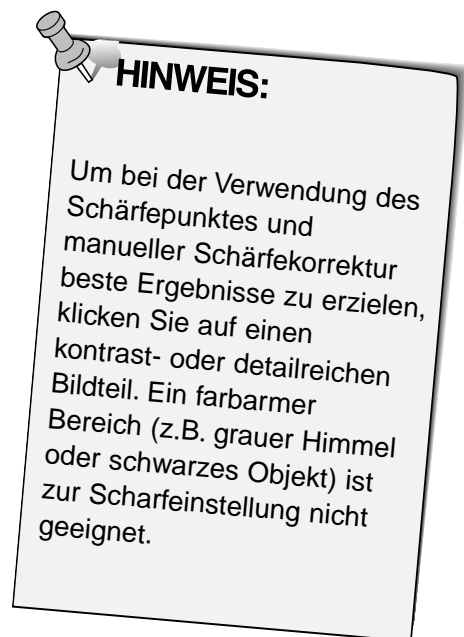 HINWEIS:
Um bei der Verwendung des
Schärfepunktes und
manueller Schärfekorrektur
beste Ergebnisse zu erzielen,
klicken Sie auf einen
kontrast- oder detailreichen
Bildteil. Ein farbarmer
Bereich (z.B. grauer Himmel
oder schwarzes Objekt) ist
zur Scharfeinstellung nicht
geeignet.